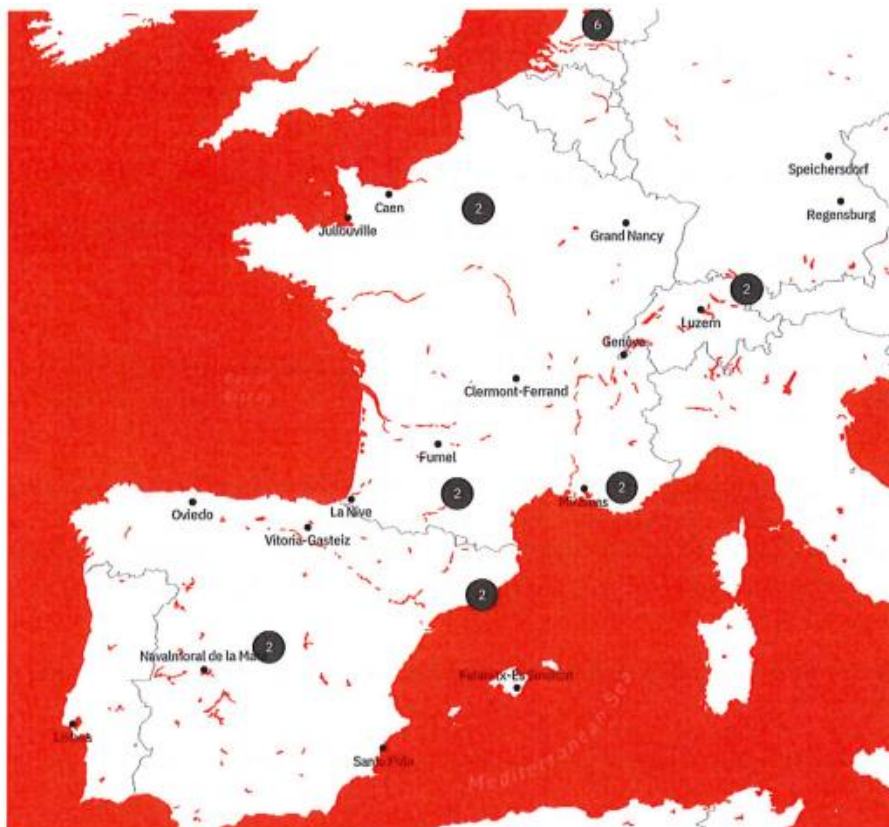 6
Speichersdorf
Caen
2
Regensburg
Jullouville
Grand Nancy
2
Luzern
Genève
Clermont-Ferrand
Fumel
2
2
Oviedo
La Nive
Vitoria-Gasteiz
2
2
Navalmoral de la Mata
Lisboa
Santa Pola
Mediterranean Sea